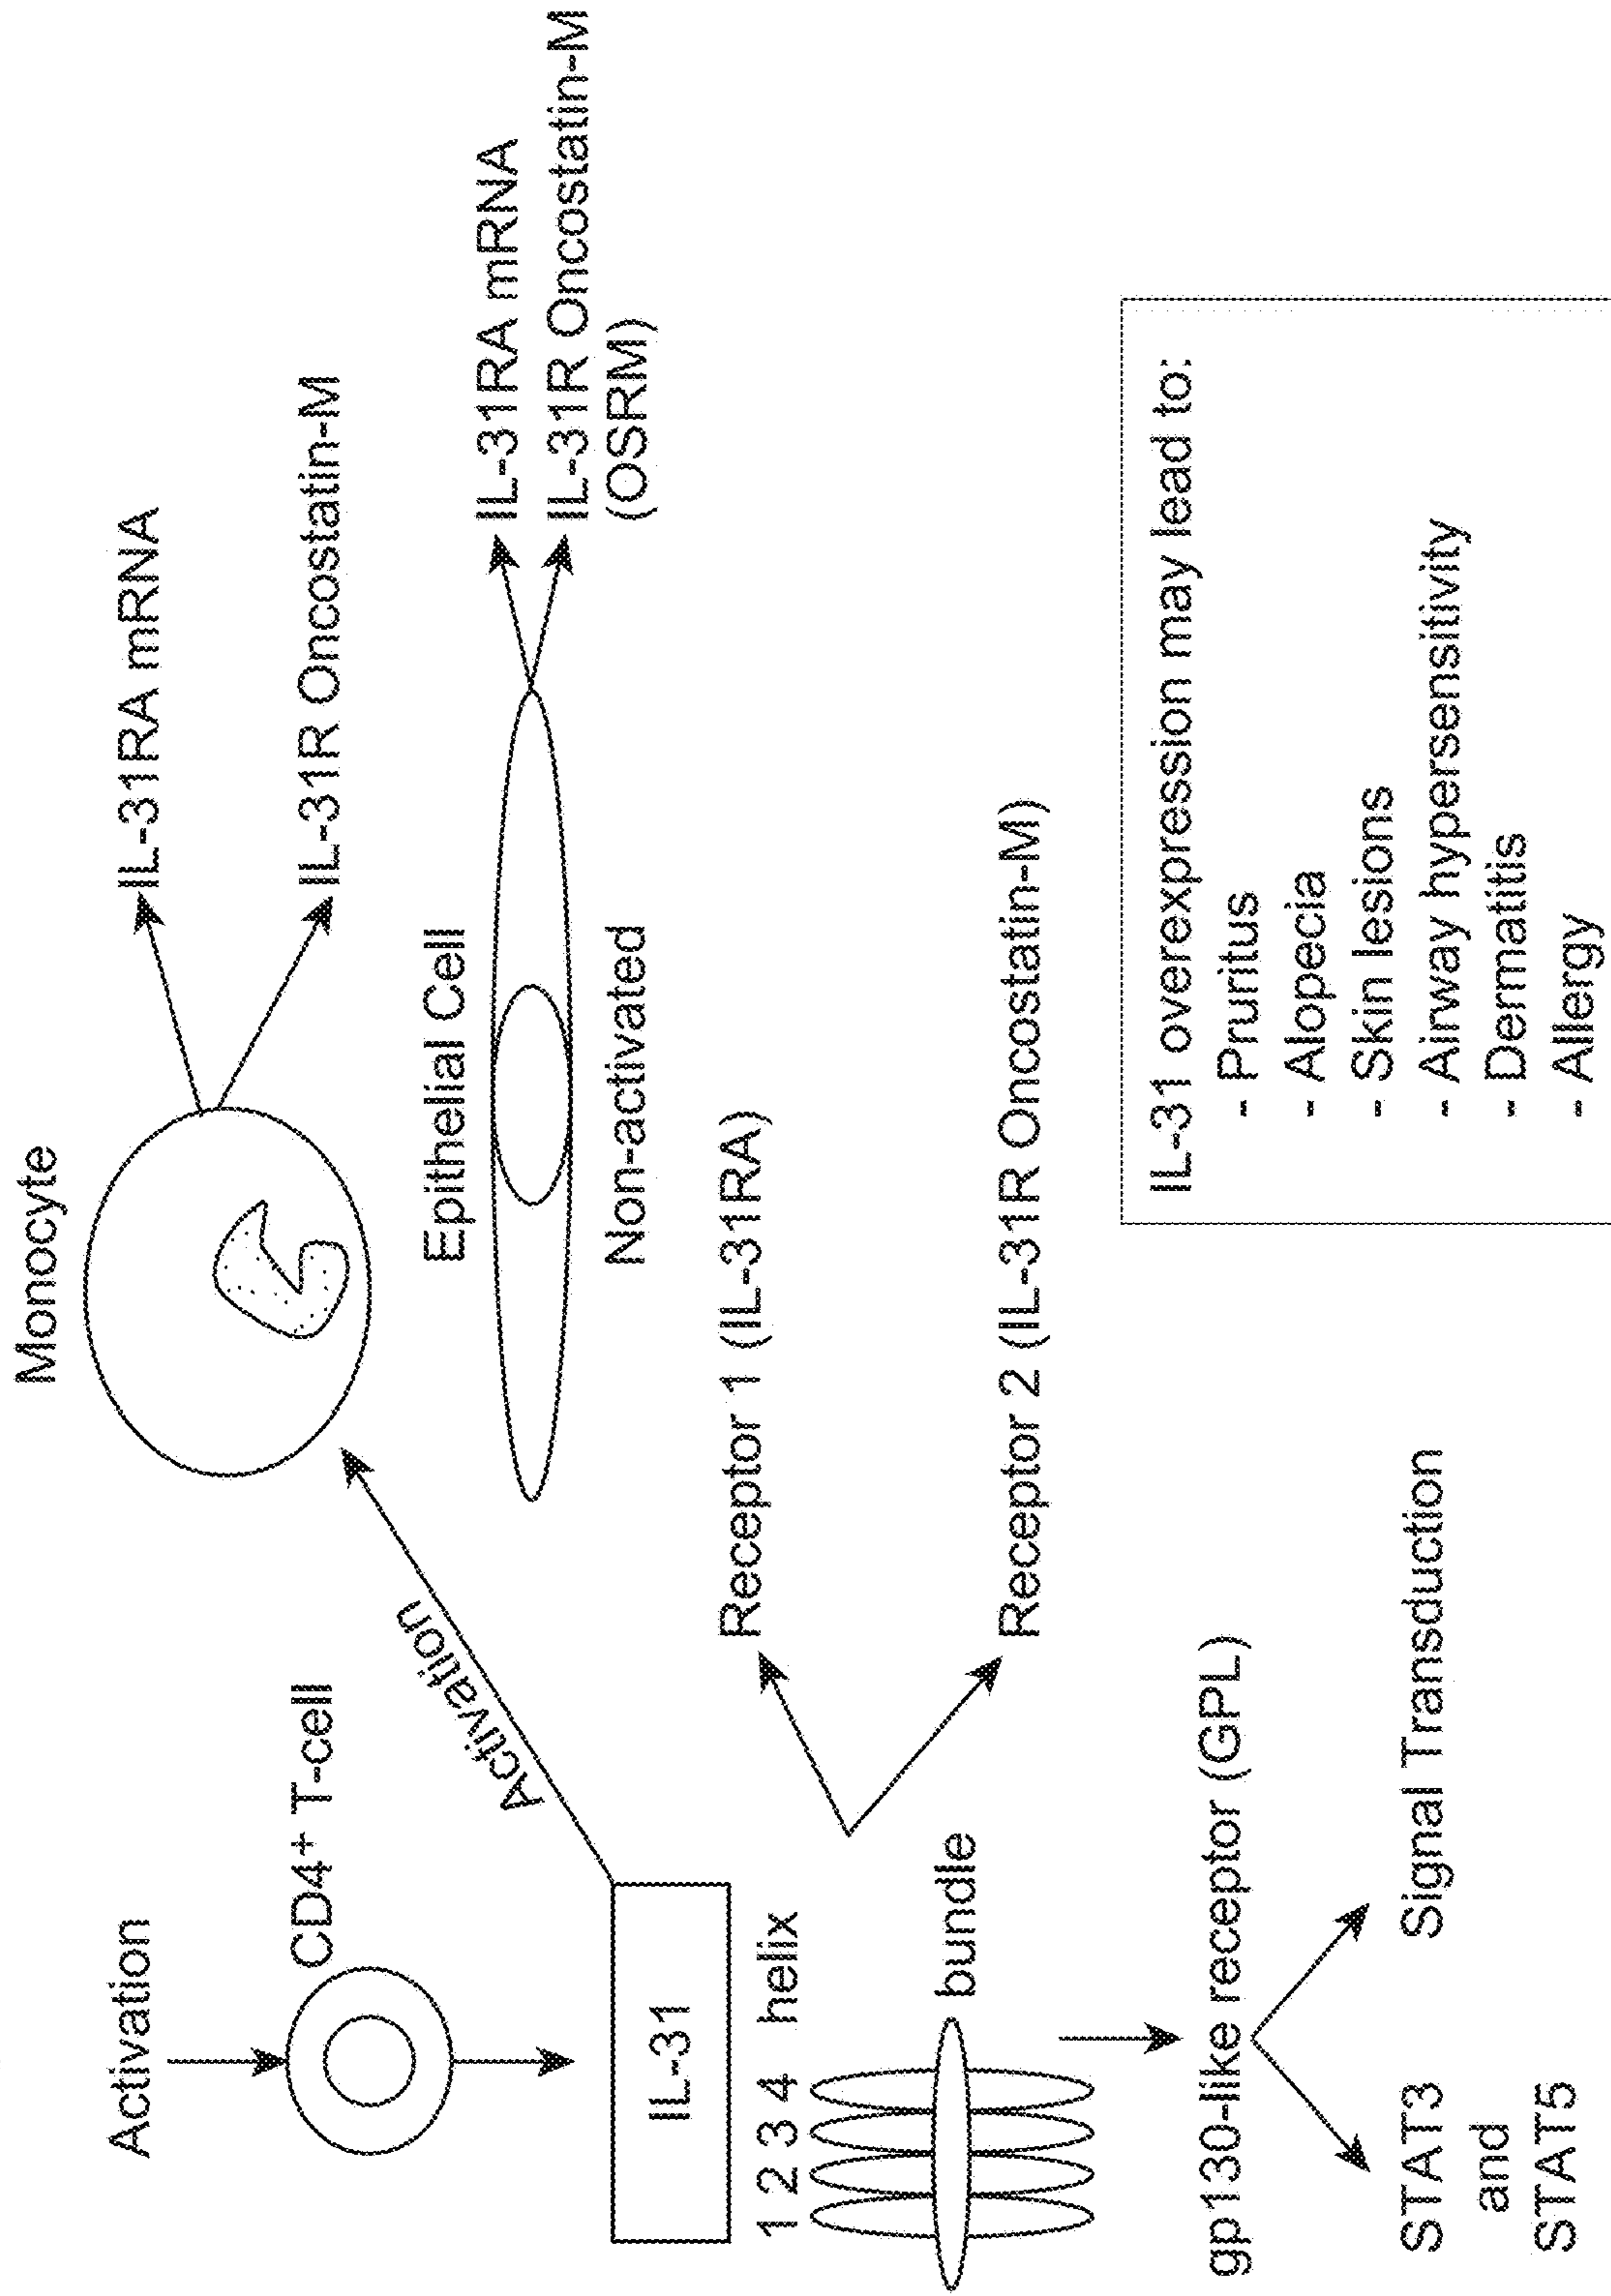 Activation
CD4+ T-cell
IL-31
1 2 3 4 helix
bundle
gp130-like receptor (GPL)
STAT3
and
STAT5
Signal Transduction
Activation
Monocyte
IL-31RA mRNA
IL-31R Oncostatin-M
Epithelial Cell
Non-activated
IL-31RA mRNA
IL-31R Oncostatin-M
(OSRM)
Receptor 1 (IL-31RA)
Receptor 2 (IL-31R Oncostatin-M)
IL-31 overexpression may lead to:
- Pruritus
- Alopecia
- Skin lesions
- Airway hypersensitivity
- Dermatitis
- Allergy